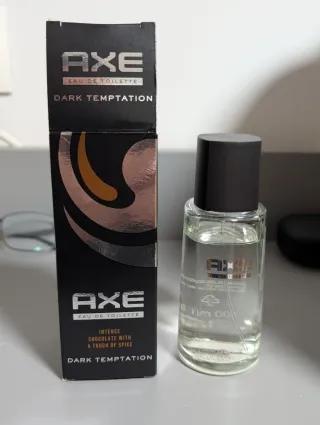 AXE
EAU DE TOILETTE
DARK TEMPTATION
AXE
EAU DE TOILETTE
INTENSE
CHOCOLATE WITH
A TOUCH OF SPICE
DARK TEMPTATION
AXE